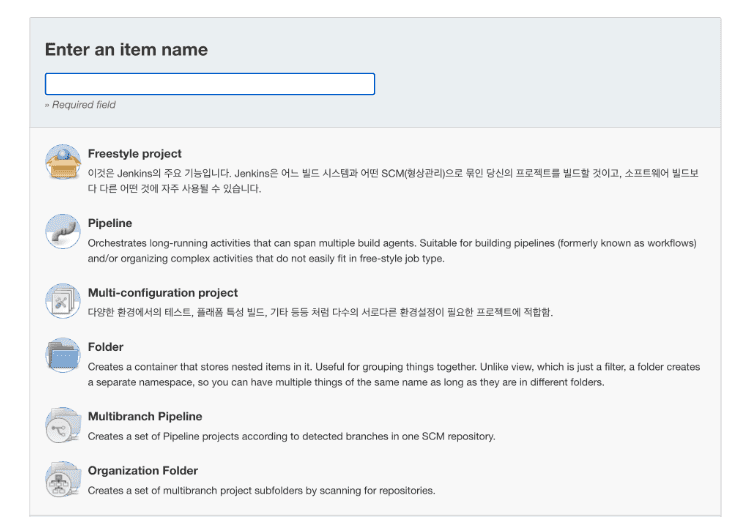 Enter an item name
» Required field
Freestyle project
이것은 Jenkins의 주요 기능입니다. Jenkins은 어느 빌드 시스템과 어떤 SCM(형상관리)으로 묶인 당신의 프로젝트를 빌드할 것이고, 소프트웨어 빌드보
다 다른 어떤 것에 자주 사용될 수 있습니다.
Pipeline
Orchestrates long-running activities that can span multiple build agents. Suitable for building pipelines (formerly known as workflows)
and/or organizing complex activities that do not easily fit in free-style job type.
Multi-configuration project
다양한 환경에서의 테스트, 플래폼 특성 빌드, 기타 등등 처럼 다수의 서로다른 환경설정이 필요한 프로젝트에 적합함.
Folder
Creates a container that stores nested items in it. Useful for grouping things together. Unlike view, which is just a filter, a folder creates
a separate namespace, so you can have multiple things of the same name as long as they are in different folders.
Multibranch Pipeline
Creates a set of Pipeline projects according to detected branches in one SCM repository.
Organization Folder
Creates a set of multibranch project subfolders by scanning for repositories.